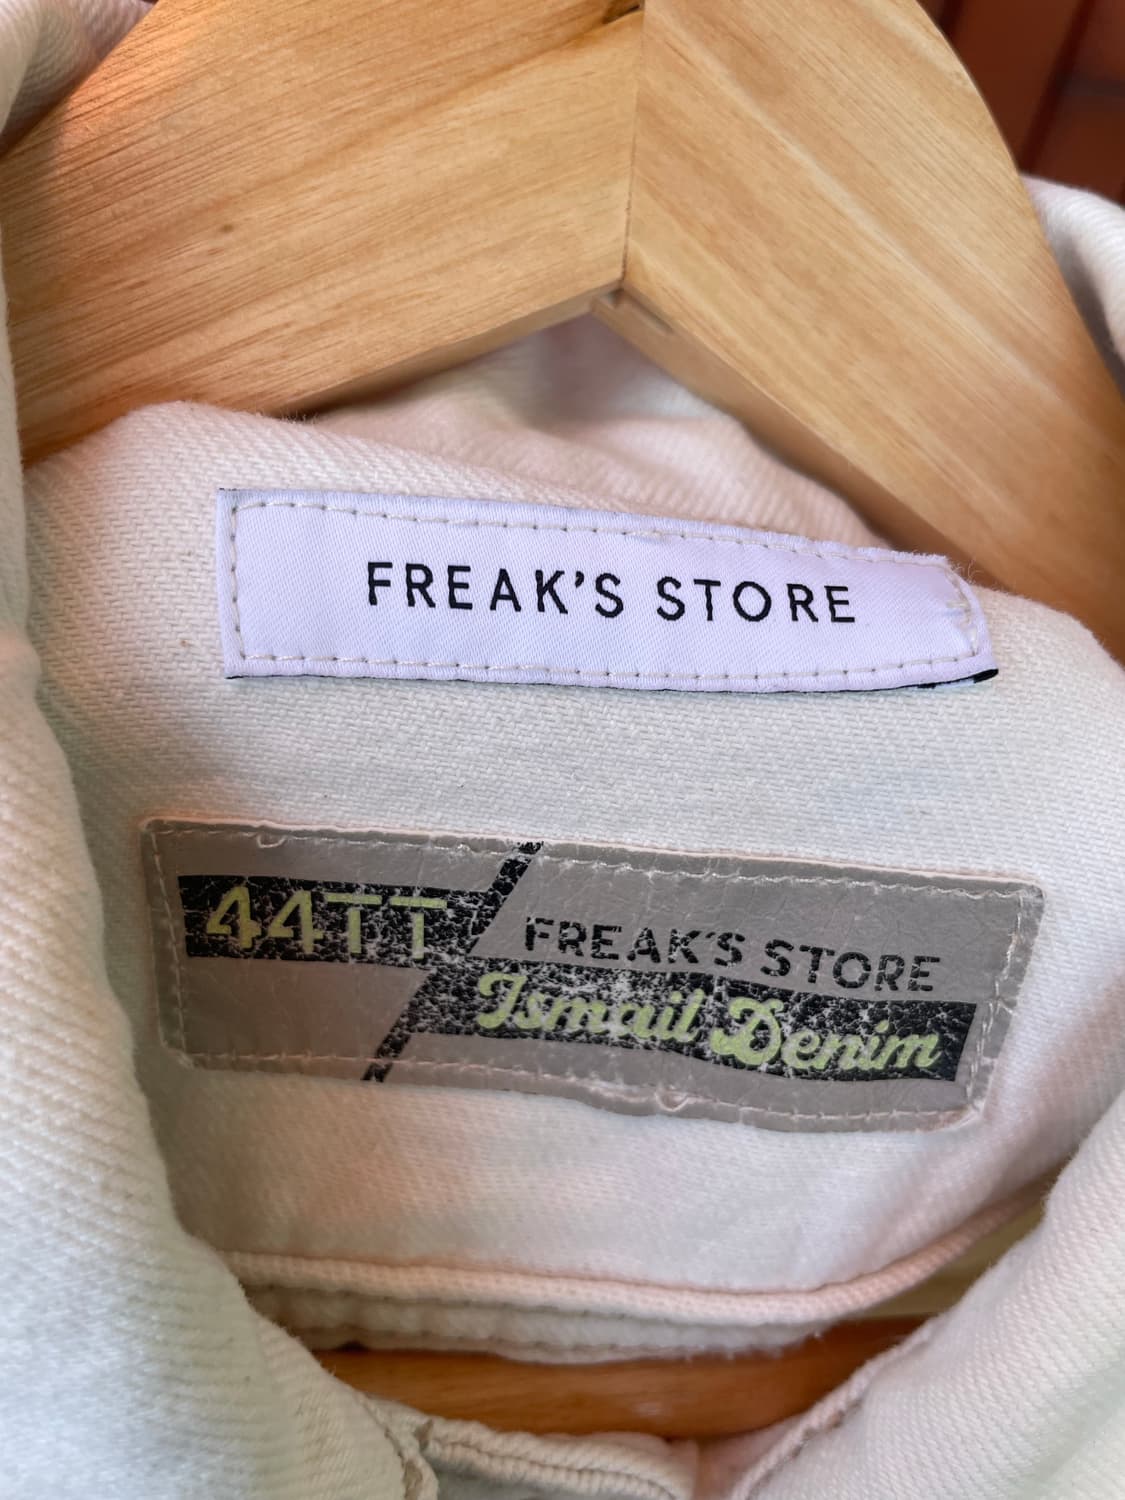 FREAK'S STORE
44TT
FREAK'S STORE
Ismail Denim